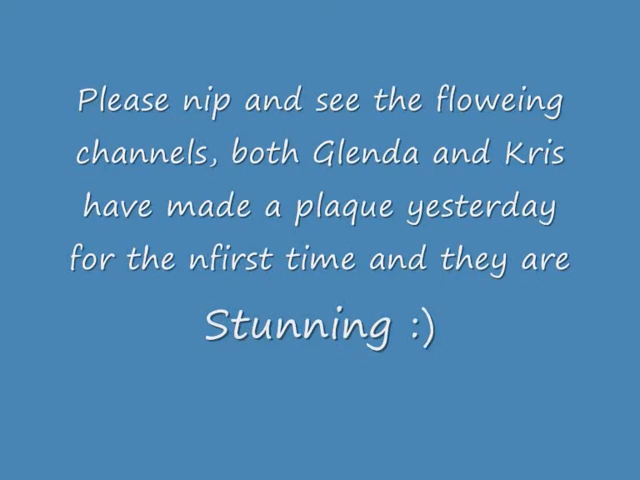 Please nip and see the floweing
channels, both Glenda and Kris
have made a plaque yesterday
for the nfirst time and they are
Stunning :)